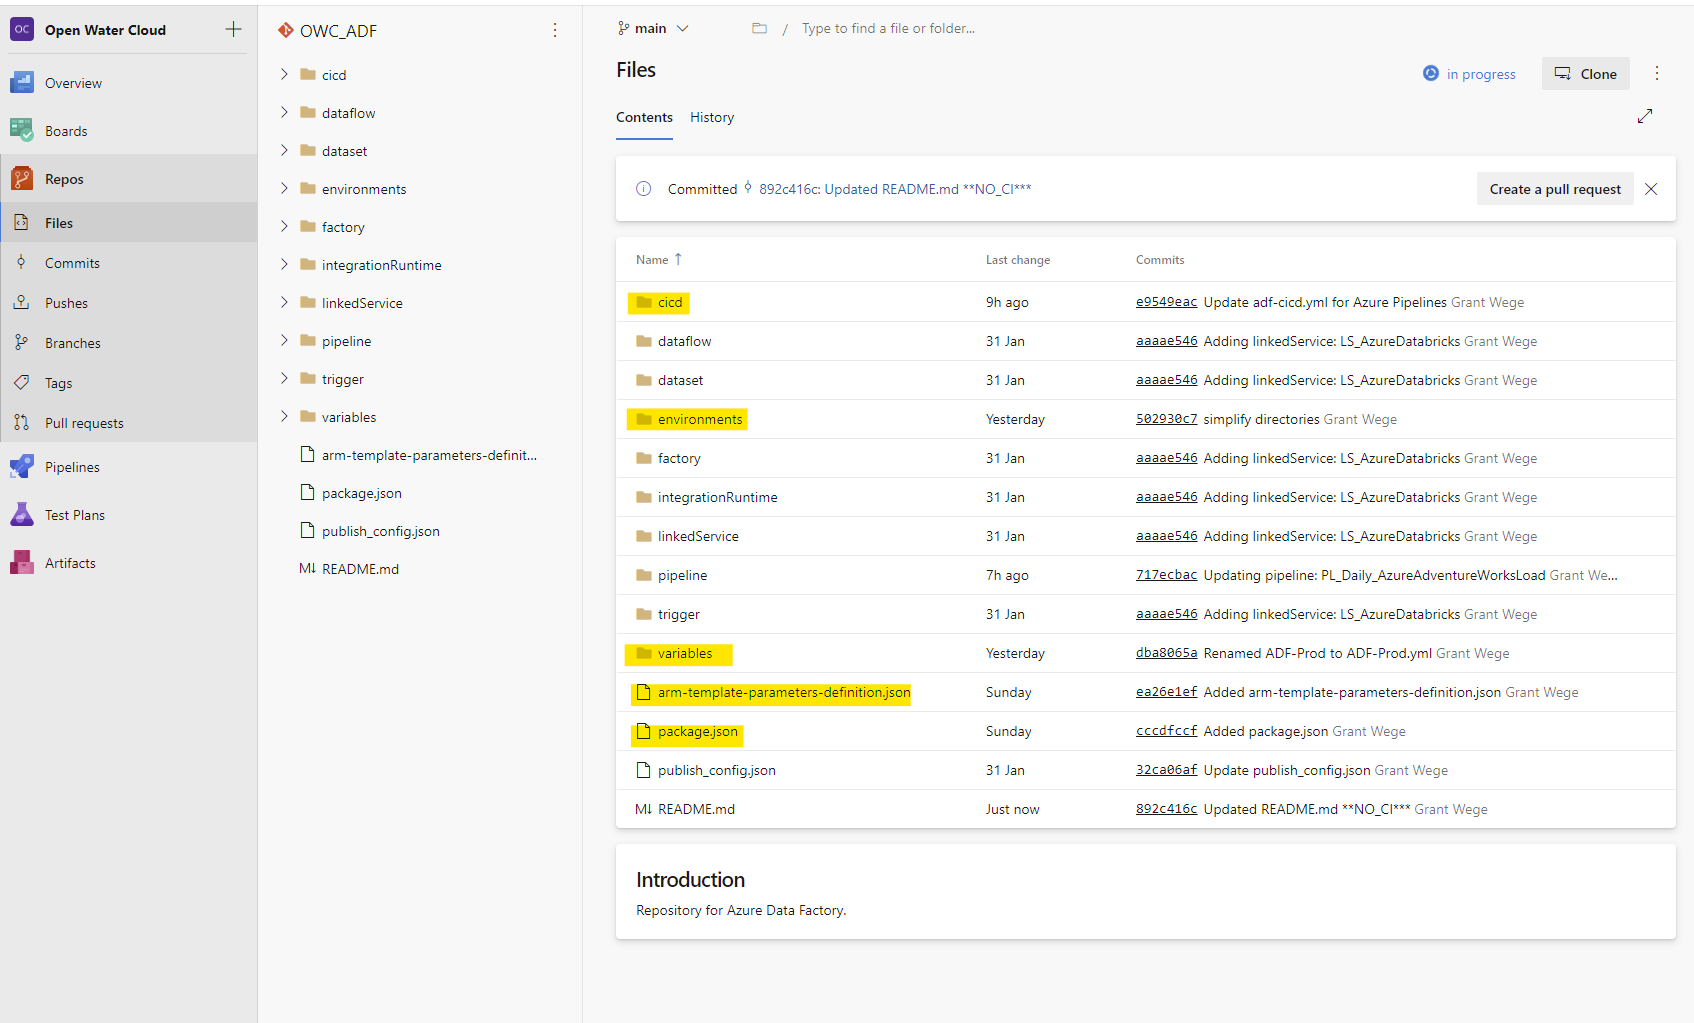 OC Open Water Cloud
Overview
Boards
Repos
Files
Commits
Pushes
Branches
Tags
Pull requests
Pipelines
Test Plans
Artifacts
OWC_ADF
cicd
dataflow
dataset
environments
factory
integrationRuntime
linkedService
pipeline
trigger
variables
arm-template-parameters-definit...
package.json
publish_config.json
M↓ README.md
main / Type to find a file or folder...
Files
in progress Clone
Contents History
Committed 892c416c: Updated README.md **NO_CI*** Create a pull request
Name ↑ Last change Commits
cicd 9h ago e9549eac Update adf-cicd.yml for Azure Pipelines Grant Wege
dataflow 31 Jan aaaae546 Adding linkedService: LS_AzureDatabricks Grant Wege
dataset 31 Jan aaaae546 Adding linkedService: LS_AzureDatabricks Grant Wege
environments Yesterday 502930c7 simplify directories Grant Wege
factory 31 Jan aaaae546 Adding linkedService: LS_AzureDatabricks Grant Wege
integrationRuntime 31 Jan aaaae546 Adding linkedService: LS_AzureDatabricks Grant Wege
linkedService 31 Jan aaaae546 Adding linkedService: LS_AzureDatabricks Grant Wege
pipeline 7h ago 717ecbac Updating pipeline: PL_Daily_AzureAdventureWorksLoad Grant We...
trigger 31 Jan aaaae546 Adding linkedService: LS_AzureDatabricks Grant Wege
variables Yesterday dba8065a Renamed ADF-Prod to ADF-Prod.yml Grant Wege
arm-template-parameters-definition.json Sunday ea26e1ef Added arm-template-parameters-definition.json Grant Wege
package.json Sunday cccdfccf Added package.json Grant Wege
publish_config.json 31 Jan 32ca06af Update publish_config.json Grant Wege
M↓ README.md Just now 892c416c Updated README.md **NO_CI*** Grant Wege
Introduction
Repository for Azure Data Factory.